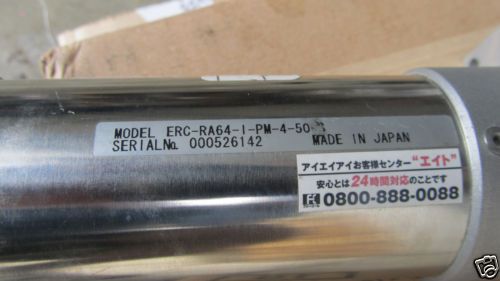 MODEL ERC-RA64-I-PM-4-50-
SERIAL No. 000526142 MADE IN JAPAN
アイエイアイお客様センター"エイト"
安心とは24時間対応のことです
0800-888-0088